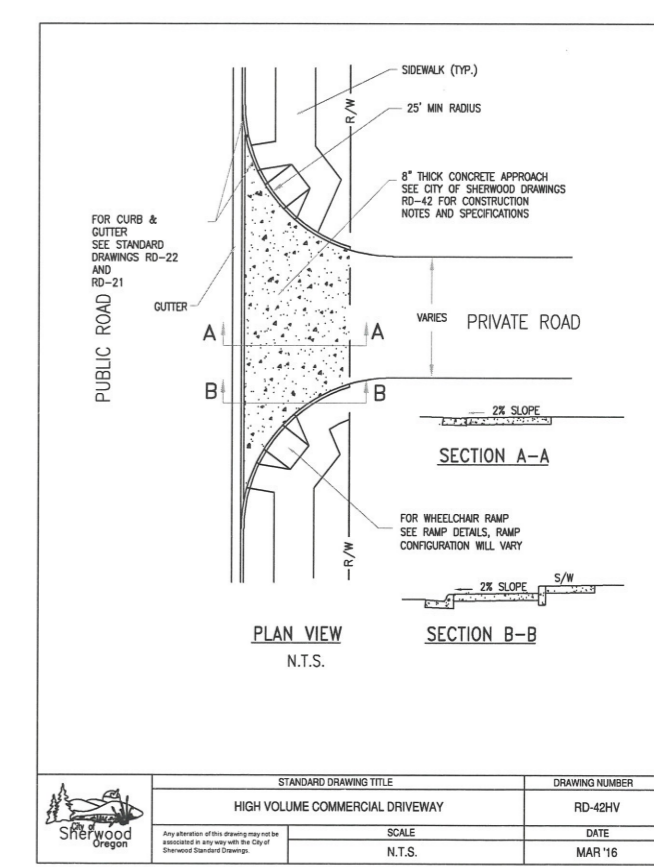 SIDEWALK (TYP.)
R/W
25' MIN RADIUS
8" THICK CONCRETE APPROACH
SEE CITY OF SHERWOOD DRAWINGS
RD-42 FOR CONSTRUCTION
NOTES AND SPECIFICATIONS
FOR CURB &
GUTTER
SEE STANDARD
DRAWINGS RD-22
AND
RD-21
GUTTER
PUBLIC ROAD
A
A
VARIES
PRIVATE ROAD
B
B
2% SLOPE
SECTION A-A
FOR WHEELCHAIR RAMP
SEE RAMP DETAILS, RAMP
CONFIGURATION WILL VARY
R/W
2% SLOPE
S/W
PLAN VIEW
N.T.S.
SECTION B-B
City of
Sherwood
Oregon
STANDARD DRAWING TITLE
DRAWING NUMBER
HIGH VOLUME COMMERCIAL DRIVEWAY
RD-42HV
Any alteration of this drawing may not be
associated in any way with the City of
Sherwood Standard Drawings.
SCALE
DATE
N.T.S.
MAR '16